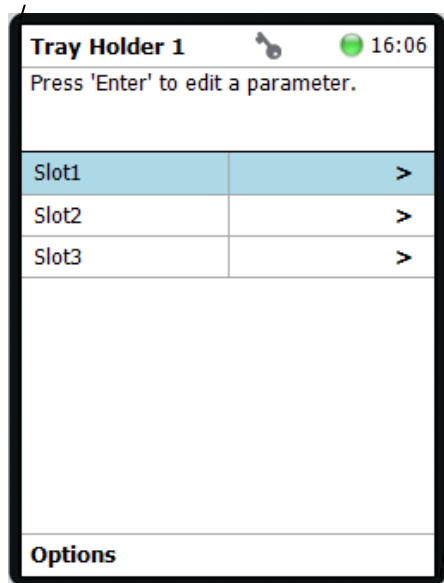 Tray Holder 1 16:06
Press 'Enter' to edit a parameter.
Slot1 >
Slot2 >
Slot3 >
Options